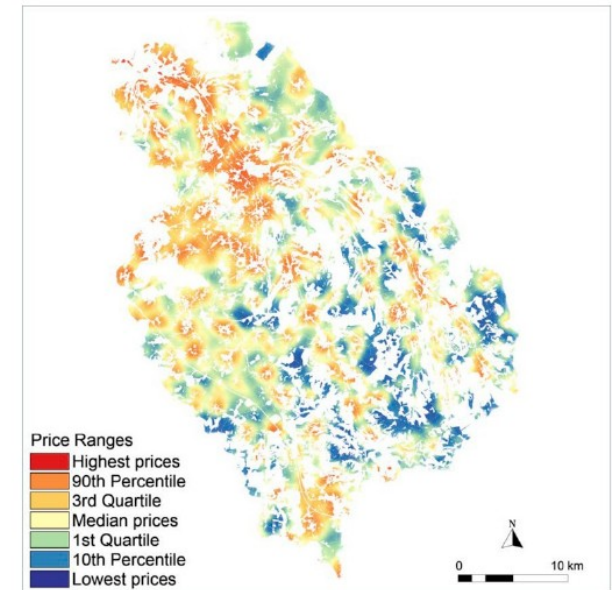 Price Ranges
Highest prices
90th Percentile
3rd Quartile
Median prices
1st Quartile
10th Percentile
Lowest prices
N
0 10 km